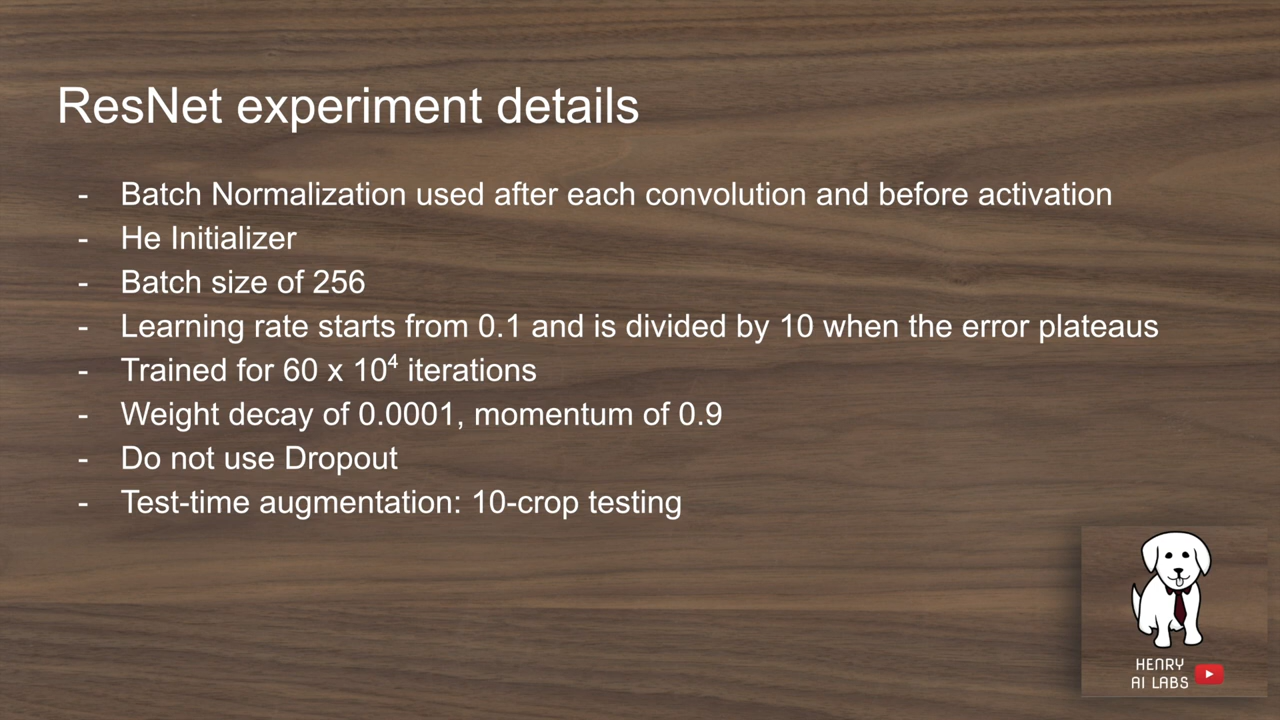 ResNet experiment details
- Batch Normalization used after each convolution and before activation
- He Initializer
- Batch size of 256
- Learning rate starts from 0.1 and is divided by 10 when the error plateaus
- Trained for 60 x 10⁴ iterations
- Weight decay of 0.0001, momentum of 0.9
- Do not use Dropout
- Test-time augmentation: 10-crop testing
HENRY
AI LABS